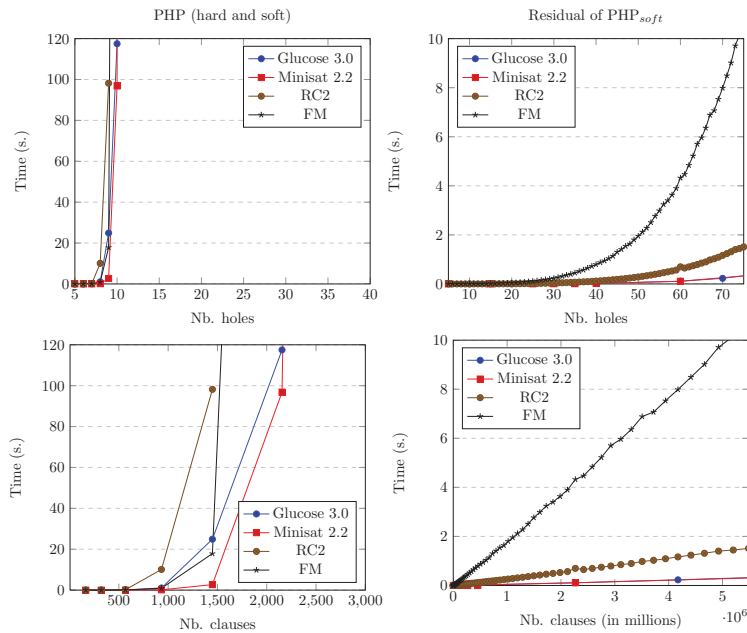 PHP (hard and soft)
Time (s.)
120
100
80
60
40
20
0
5 10 15 20 25 30 35 40
Nb. holes
Glucose 3.0
Minisat 2.2
RC2
FM
Residual of PHP_soft
Time (s.)
10
8
6
4
2
0
10 20 30 40 50 60 70
Nb. holes
Glucose 3.0
Minisat 2.2
RC2
FM
Time (s.)
120
100
80
60
40
20
0
500 1,000 1,500 2,000 2,500 3,000
Nb. clauses
Glucose 3.0
Minisat 2.2
RC2
FM
Time (s.)
10
8
6
4
2
0
0 1 2 3 4 5
·10⁶
Nb. clauses (in millions)
Glucose 3.0
Minisat 2.2
RC2
FM